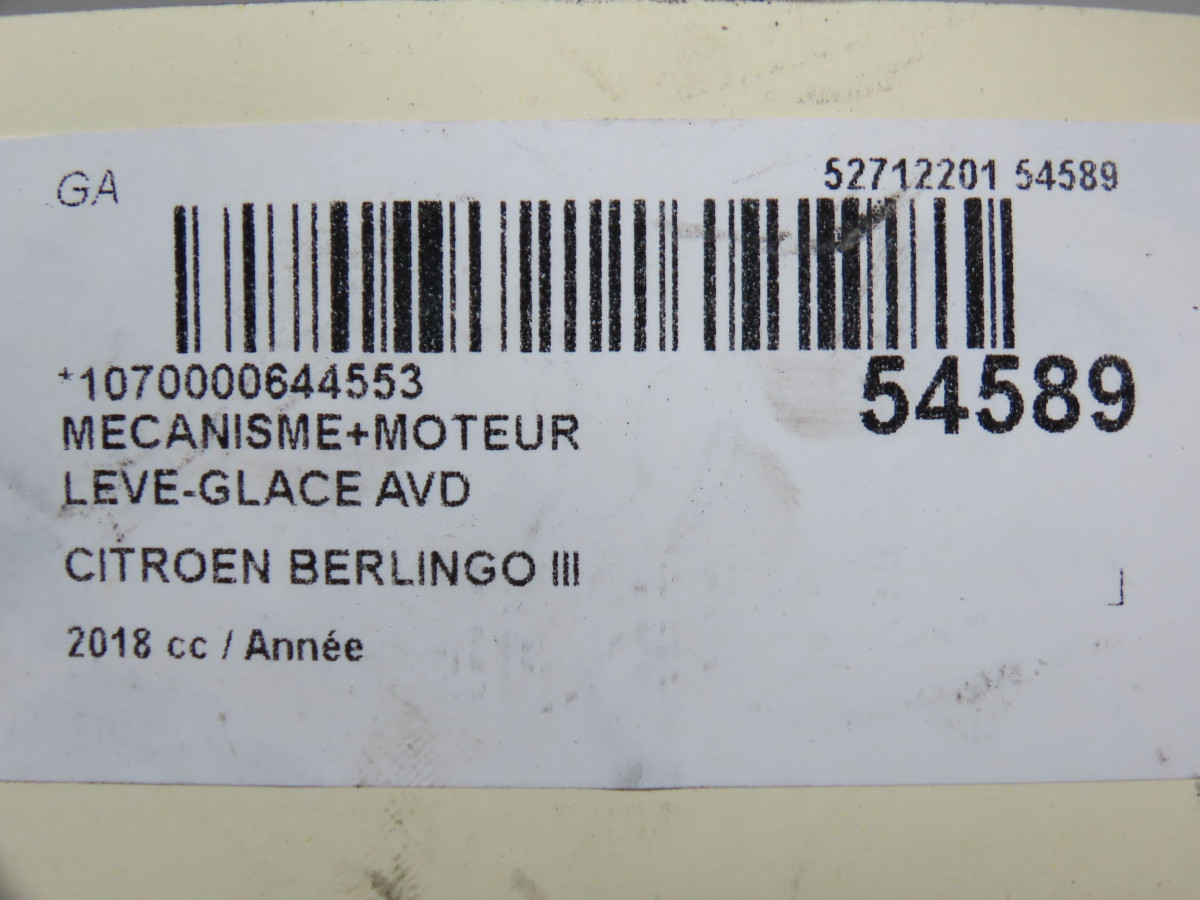 GA
52712201 54589
*1070000644553
54589
MECANISME+MOTEUR
LEVE-GLACE AVD
CITROEN BERLINGO III
2018 cc / Année